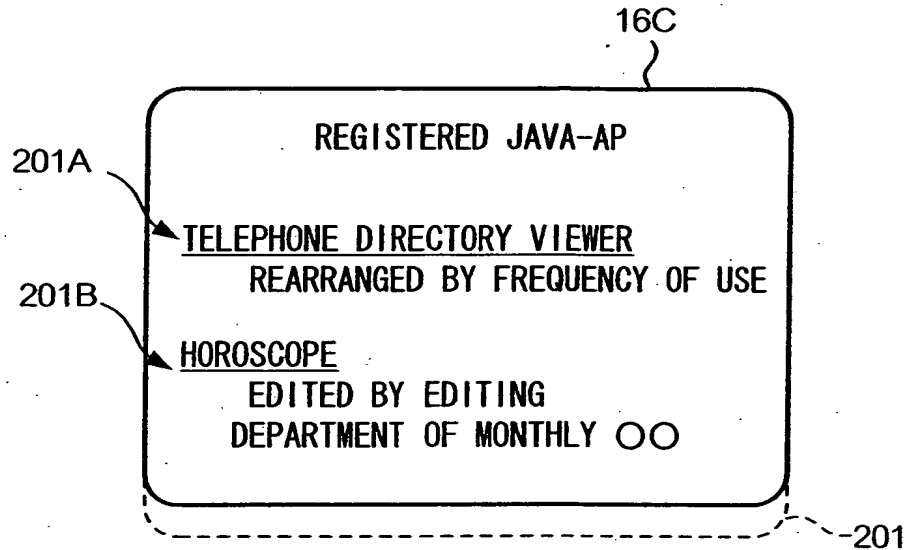 16C
REGISTERED JAVA-AP
201A
TELEPHONE DIRECTORY VIEWER
REARRANGED BY FREQUENCY OF USE
201B
HOROSCOPE
EDITED BY EDITING
DEPARTMENT OF MONTHLY ○○
201